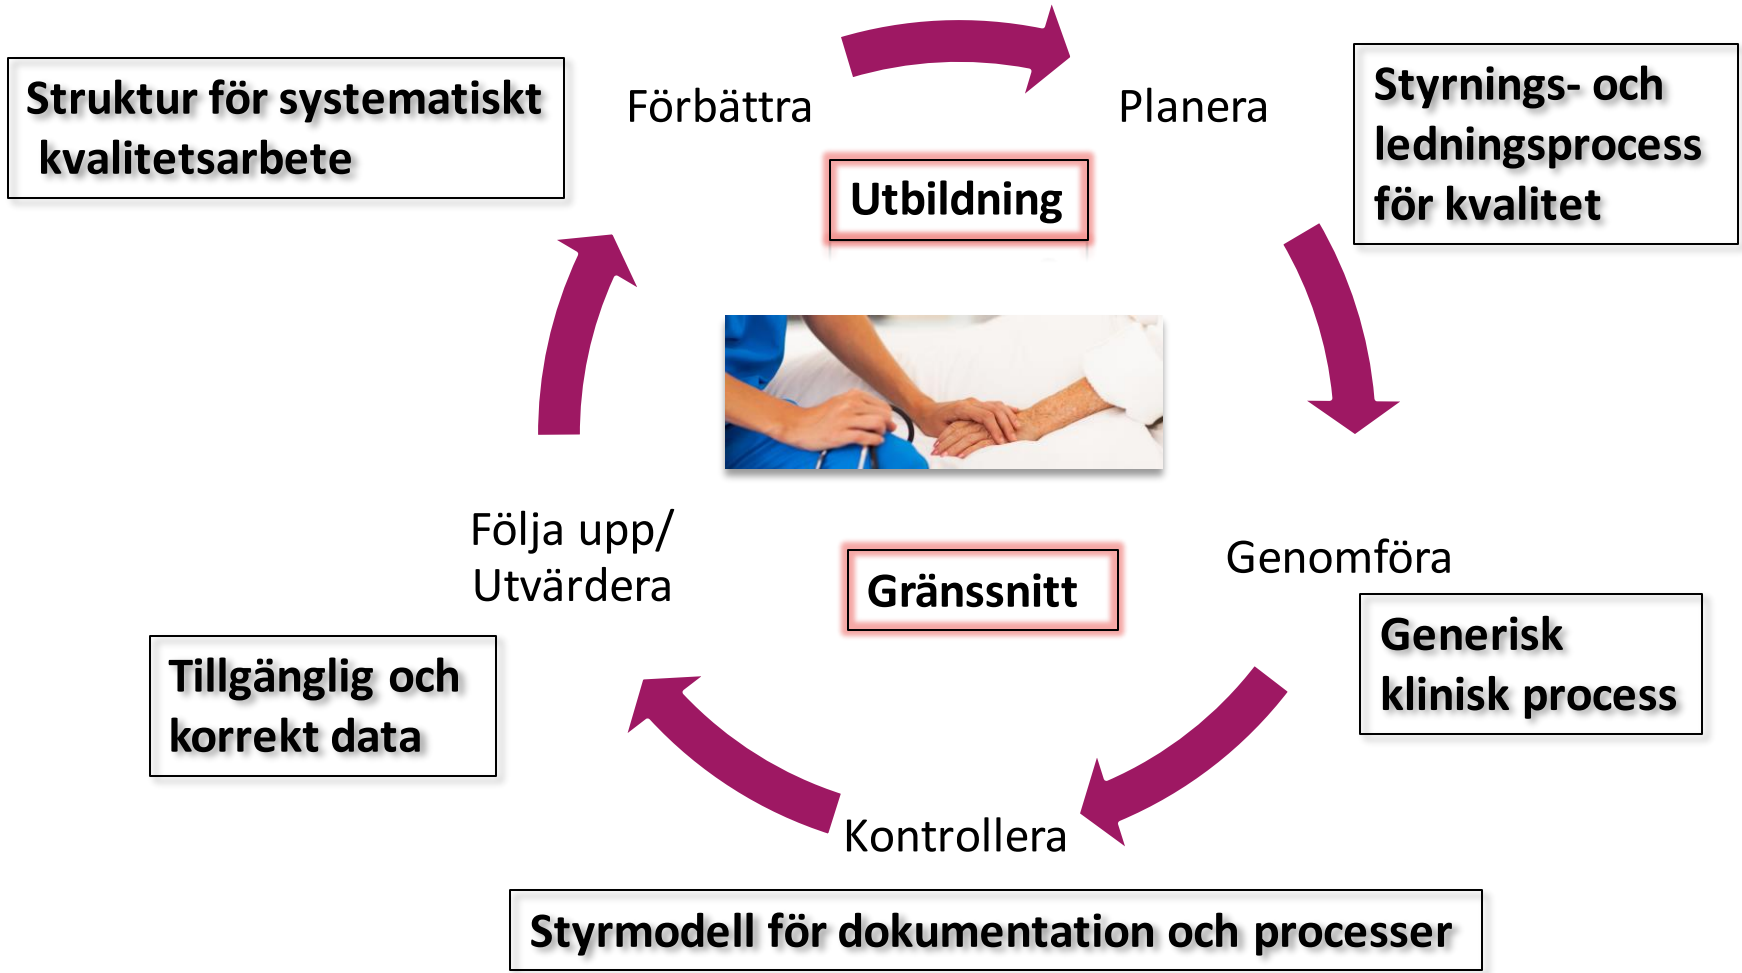 Struktur för systematiskt
kvalitetsarbete
Förbättra
Planera
Styrnings- och
ledningsprocess
för kvalitet
Utbildning
Följa upp/
Utvärdera
Gränssnitt
Genomföra
Generisk
klinisk process
Tillgänglig och
korrekt data
Kontrollera
Styrmodell för dokumentation och processer